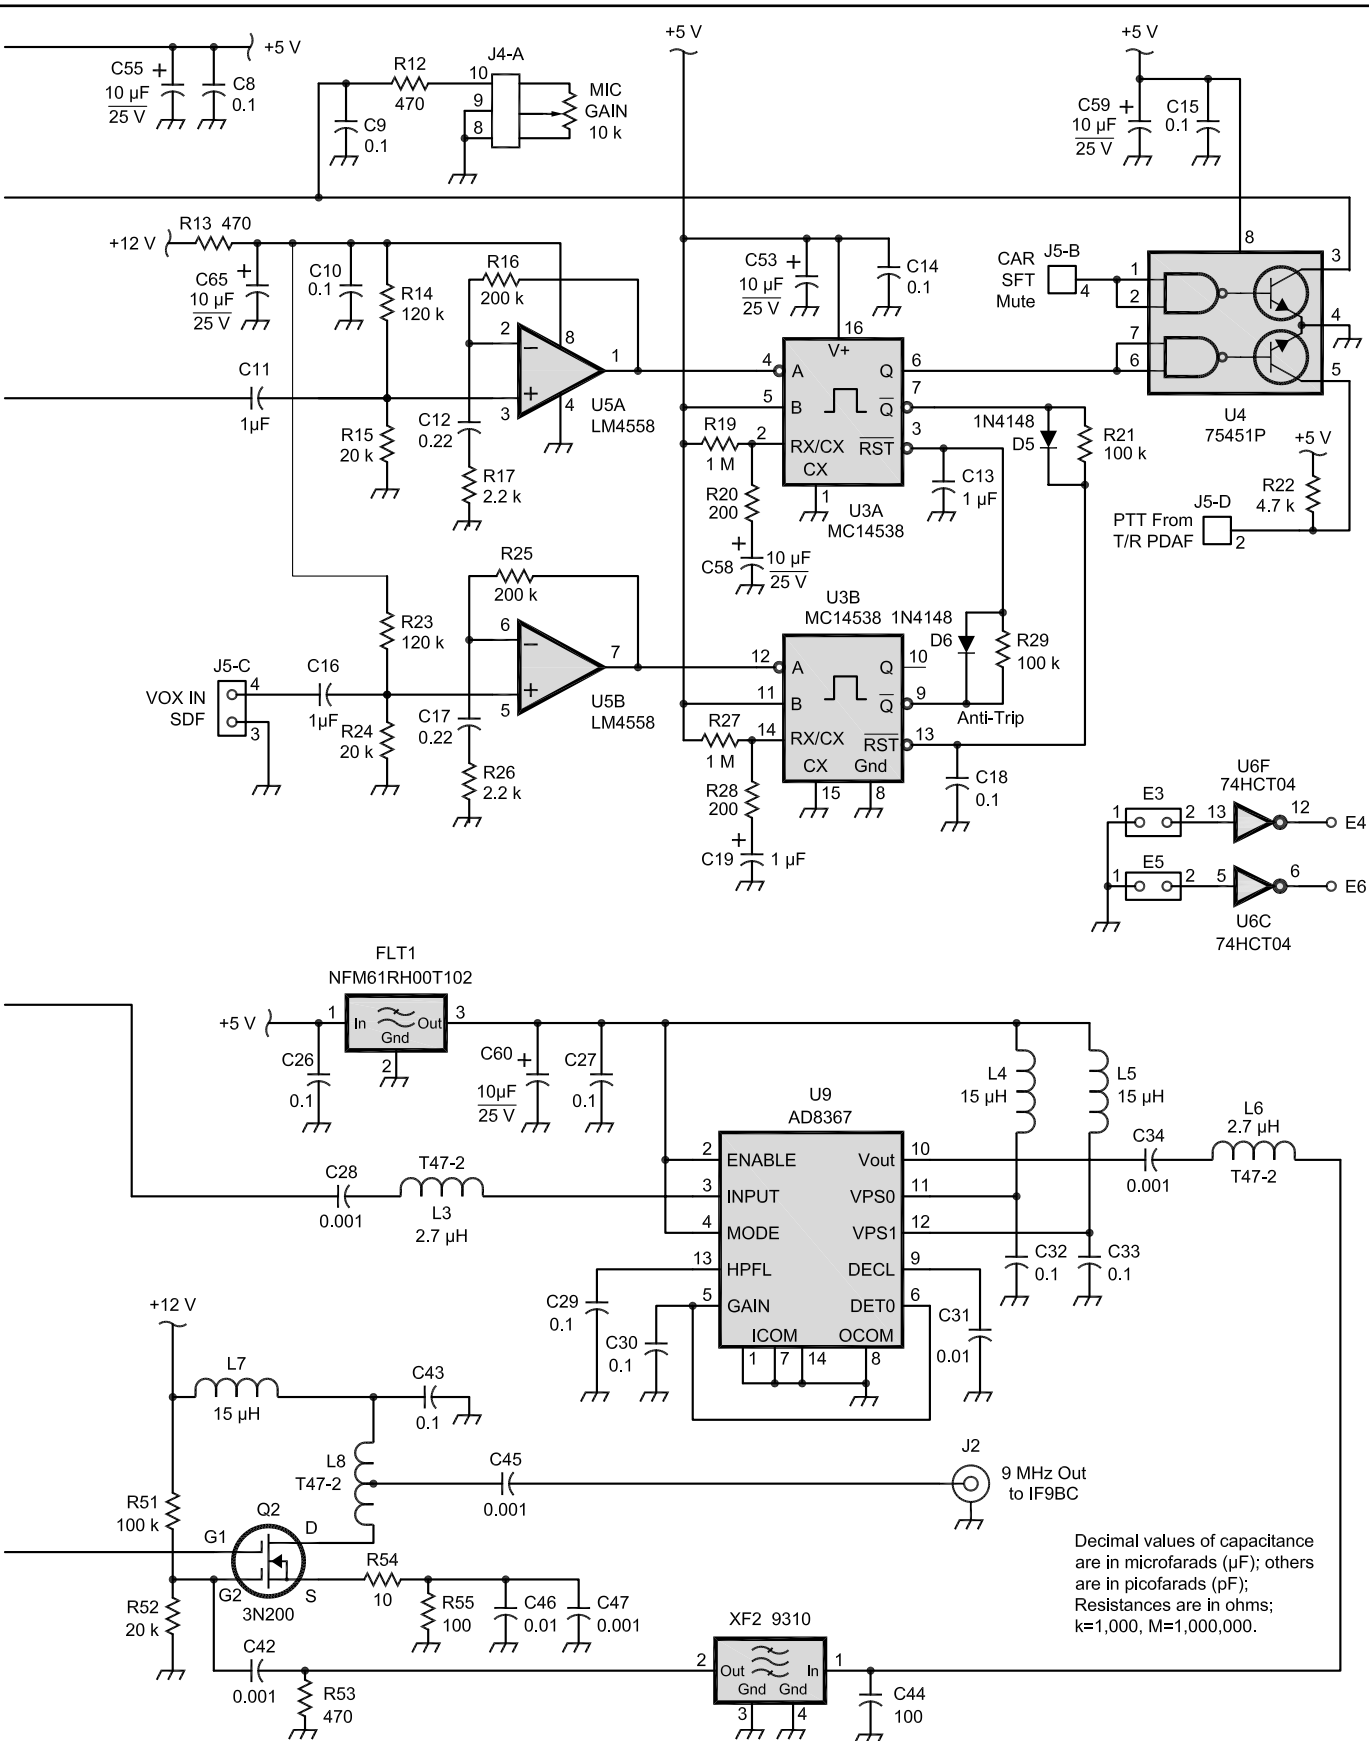 +5 V
C55
+
10 µF
25 V
C8
0.1
R12
470
C9
0.1
J4-A
10
9
8
MIC
GAIN
10 k
+5 V
+5 V
C59
+
10 µF
25 V
C15
0.1
+12 V
R13 470
C65
+
10 µF
25 V
C10
0.1
R14
120 k
R16
200 k
C11
1µF
R15
20 k
C12
0.22
R17
2.2 k
2
3
8
4
1
−
+
U5A
LM4558
C53
+
10 µF
25 V
C14
0.1
16
V+
4
A
5
B
2
RX/CX
CX
1
Q
6
Q
7
RST
3
U3A
MC14538
R19
1 M
R20
200
+
C58
10 µF
25 V
C13
1 µF
1N4148
D5
R21
100 k
CAR
SFT
Mute
J5-B
4
1
2
7
6
8
3
4
5
U4
75451P
+5 V
R22
4.7 k
J5-D
PTT From
T/R PDAF
2
R25
200 k
R23
120 k
J5-C
VOX IN
SDF
4
3
C16
1µF
R24
20 k
C17
0.22
R26
2.2 k
6
5
7
−
+
U5B
LM4558
U3B
MC14538
12
A
11
B
14
RX/CX
CX
Gnd
15
8
Q
10
Q
9
RST
13
R27
1 M
R28
200
+
C19
1 µF
1N4148
D6
R29
100 k
Anti-Trip
C18
0.1
U6F
74HCT04
E3
1
2
13
12
E4
E5
1
2
5
6
E6
U6C
74HCT04
FLT1
NFM61RH00T102
+5 V
1
In
Out
Gnd
3
2
C26
0.1
C60
+
10µF
25 V
C27
0.1
L4
15 µH
L5
15 µH
U9
AD8367
2
ENABLE
3
INPUT
4
MODE
13
HPFL
5
GAIN
ICOM
OCOM
1
7
14
8
Vout
10
VPS0
11
VPS1
12
DECL
9
DET0
6
C34
0.001
L6
2.7 µH
T47-2
C28
0.001
T47-2
L3
2.7 µH
C32
0.1
C33
0.1
C29
0.1
C30
0.1
C31
0.01
+12 V
L7
15 µH
C43
0.1
L8
T47-2
C45
0.001
J2
9 MHz Out
to IF9BC
R51
100 k
Q2
G1
G2
D
S
3N200
R52
20 k
R54
10
R55
100
C46
0.01
C47
0.001
C42
0.001
R53
470
XF2 9310
2
Out
In
Gnd
Gnd
1
3
4
C44
100
Decimal values of capacitance
are in microfarads (µF); others
are in picofarads (pF);
Resistances are in ohms;
k=1,000, M=1,000,000.